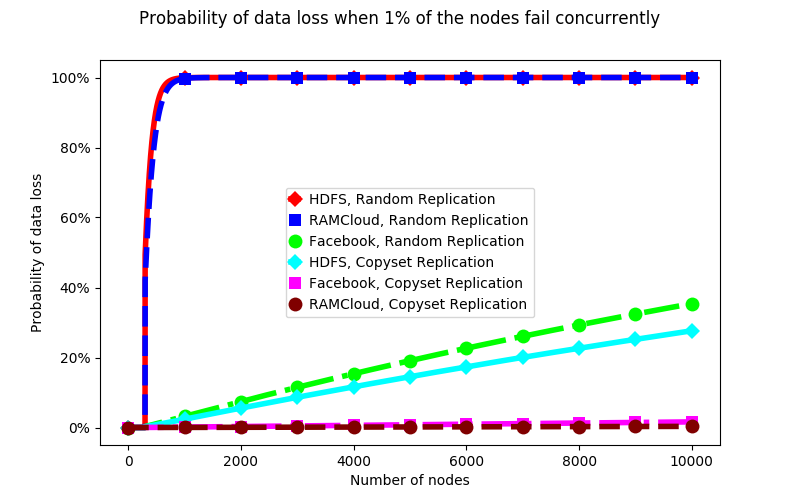 Probability of data loss when 1% of the nodes fail concurrently
100%
80%
60%
40%
20%
0%
Probability of data loss
HDFS, Random Replication
RAMCloud, Random Replication
Facebook, Random Replication
HDFS, Copyset Replication
Facebook, Copyset Replication
RAMCloud, Copyset Replication
0 2000 4000 6000 8000 10000
Number of nodes